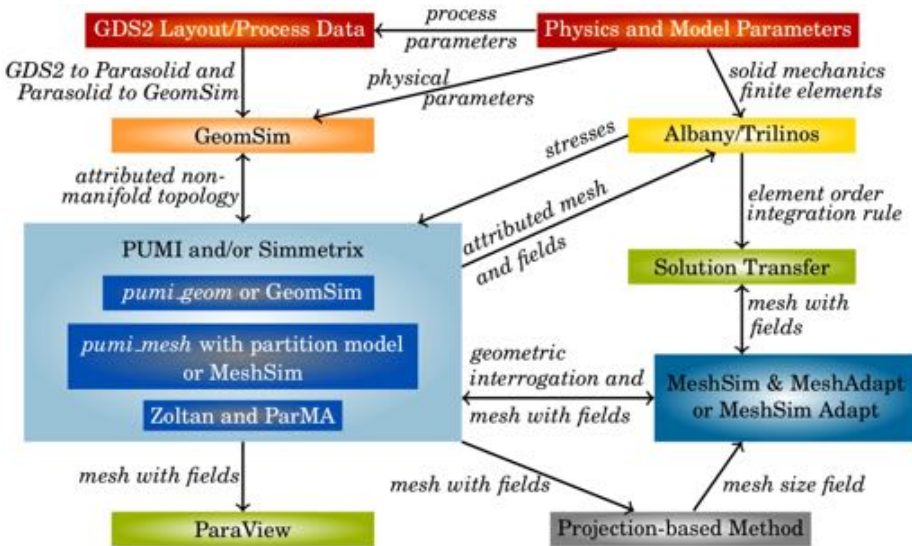 GDS2 Layout/Process Data
process
parameters
Physics and Model Parameters
GDS2 to Parasolid and
Parasolid to GeomSim
physical
parameters
solid mechanics
finite elements
GeomSim
stresses
Albany/Trilinos
attributed non-
manifold topology
attributed mesh
and fields
element order
integration rule
PUMI and/or Simmetrix
pumi_geom or GeomSim
pumi_mesh with partition model
or MeshSim
Zoltan and ParMA
Solution Transfer
mesh with
fields
geometric
interrogation and
mesh with fields
MeshSim & MeshAdapt
or MeshSim Adapt
mesh with fields
mesh with fields
mesh size field
ParaView
Projection-based Method